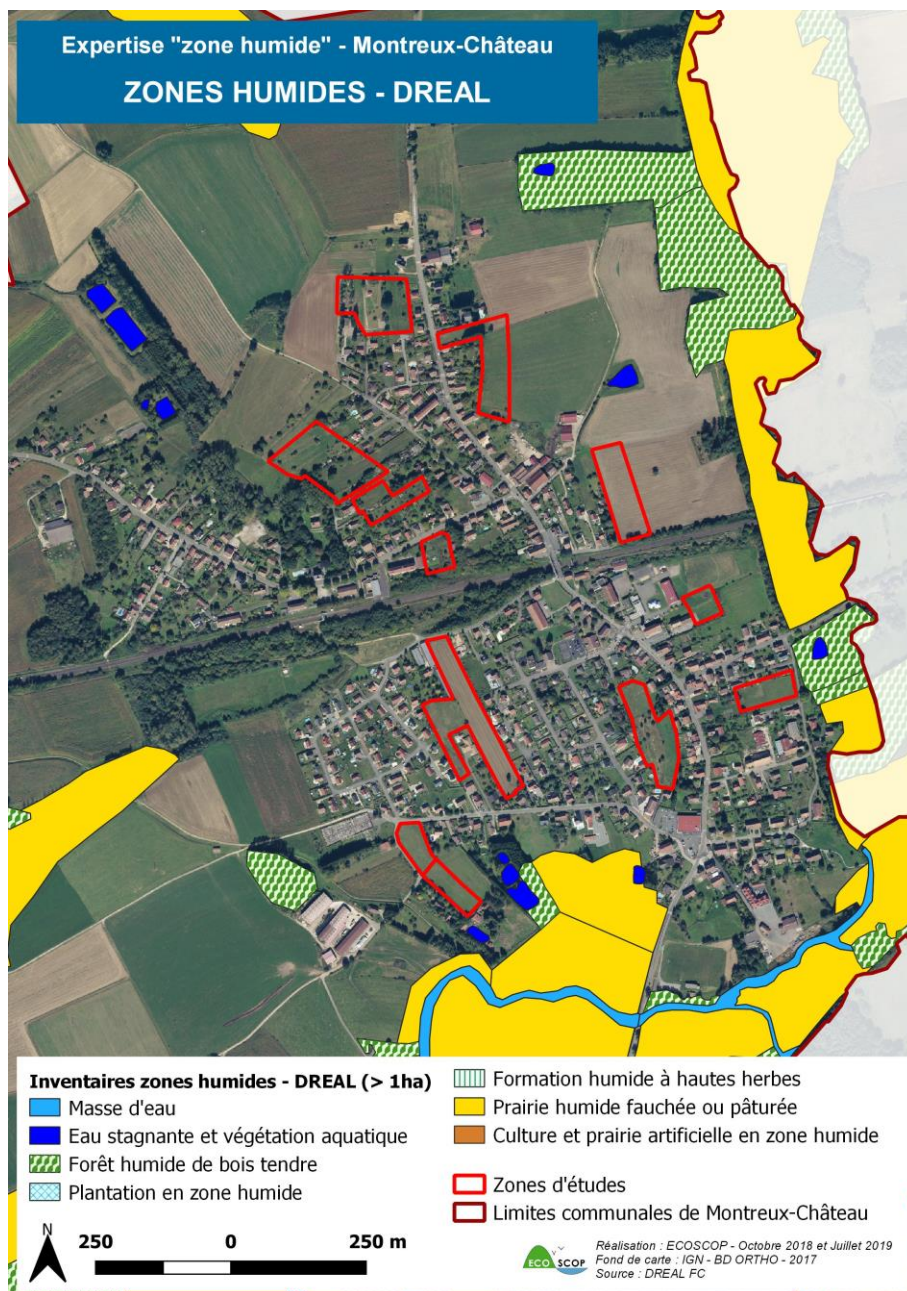 Expertise "zone humide" - Montreux-Château
ZONES HUMIDES - DREAL
Inventaires zones humides - DREAL (> 1ha)
Masse d'eau
Eau stagnante et végétation aquatique
Forêt humide de bois tendre
Plantation en zone humide
Formation humide à hautes herbes
Prairie humide fauchée ou pâturée
Culture et prairie artificielle en zone humide
Zones d'études
Limites communales de Montreux-Château
N
250 0 250 m
ECO SCOP
Réalisation : ECOSCOP - Octobre 2018 et Juillet 2019
Fond de carte : IGN - BD ORTHO - 2017
Source : DREAL FC